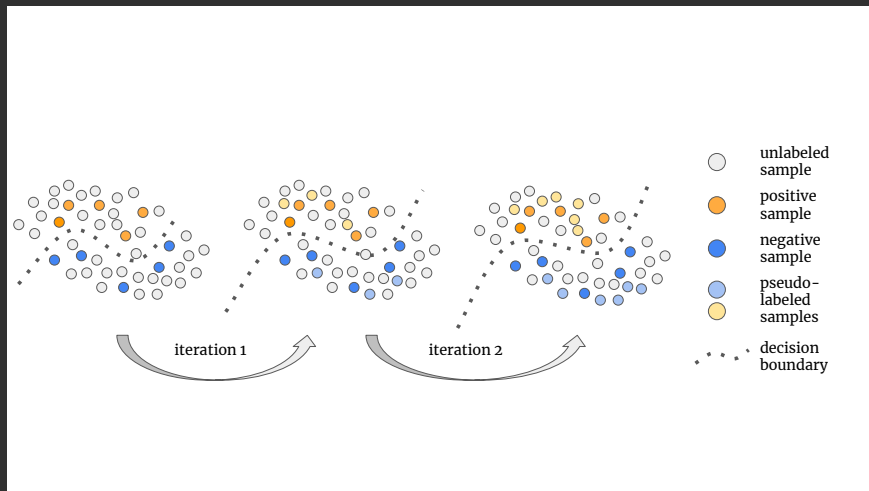 iteration 1
iteration 2
unlabeled
sample
positive
sample
negative
sample
pseudo-
labeled
samples
decision
boundary